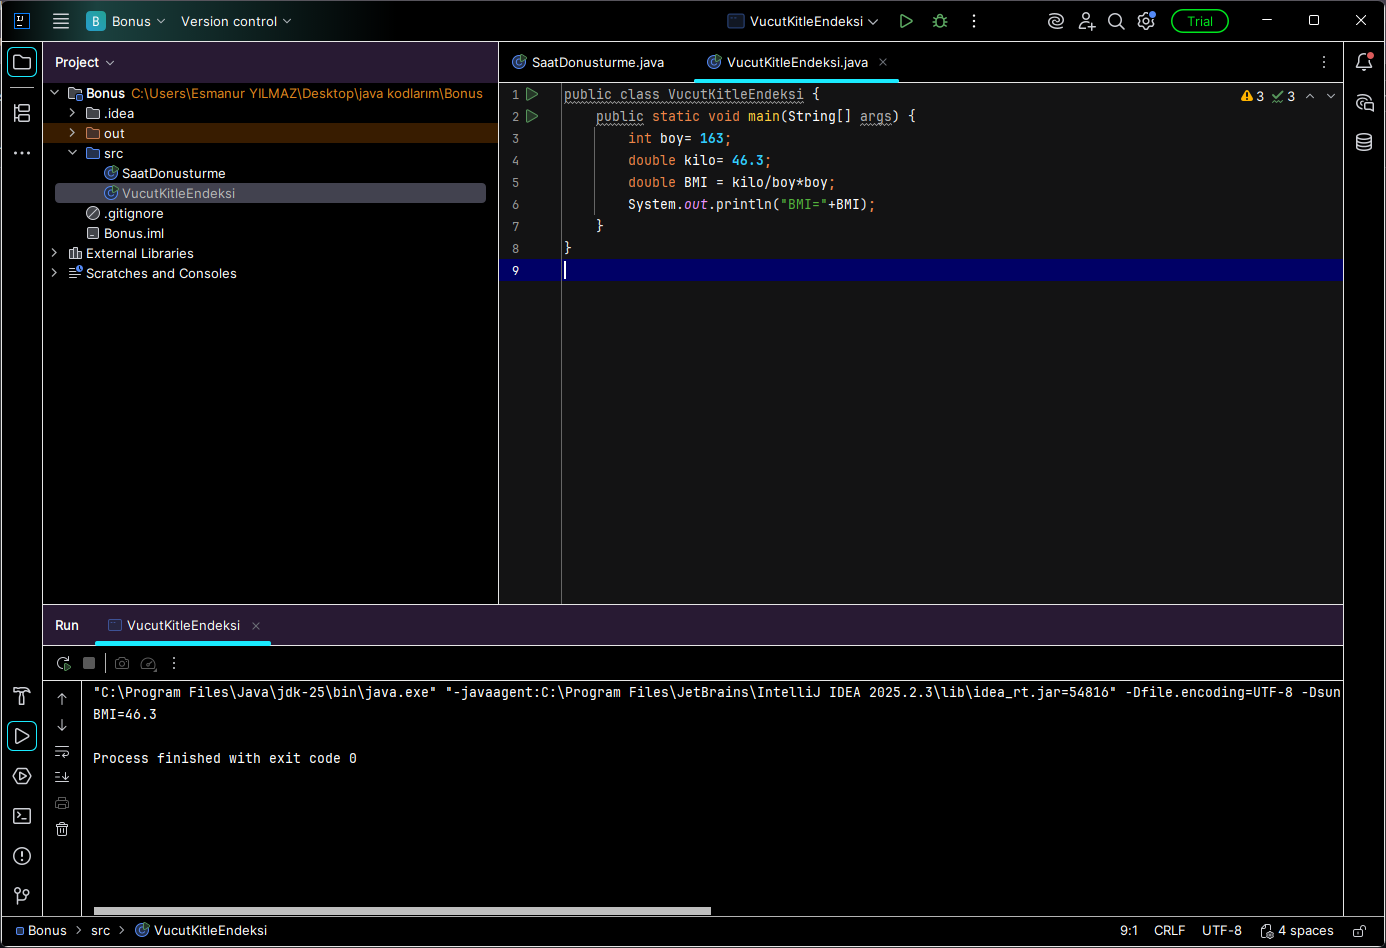 Bonus
Version control
VucutKitleEndeksi
Trial
Project
SaatDonusturme.java
VucutKitleEndeksi.java
Bonus C:\Users\Esmanur YILMAZ\Desktop\java kodlarım\Bonus
.idea
out
src
SaatDonusturme
VucutKitleEndeksi
.gitignore
Bonus.iml
External Libraries
Scratches and Consoles
3 3
1 public class VucutKitleEndeksi {
2 public static void main(String[] args) {
3 int boy= 163;
4 double kilo= 46.3;
5 double BMI = kilo/boy*boy;
6 System.out.println("BMI="+BMI);
7 }
8 }
9
Run
VucutKitleEndeksi
"C:\Program Files\Java\jdk-25\bin\java.exe" "-javaagent:C:\Program Files\JetBrains\IntelliJ IDEA 2025.2.3\lib\idea_rt.jar=54816" -Dfile.encoding=UTF-8 -Dsun
BMI=46.3
Process finished with exit code 0
Bonus > src > VucutKitleEndeksi
9:1 CRLF UTF-8 4 spaces